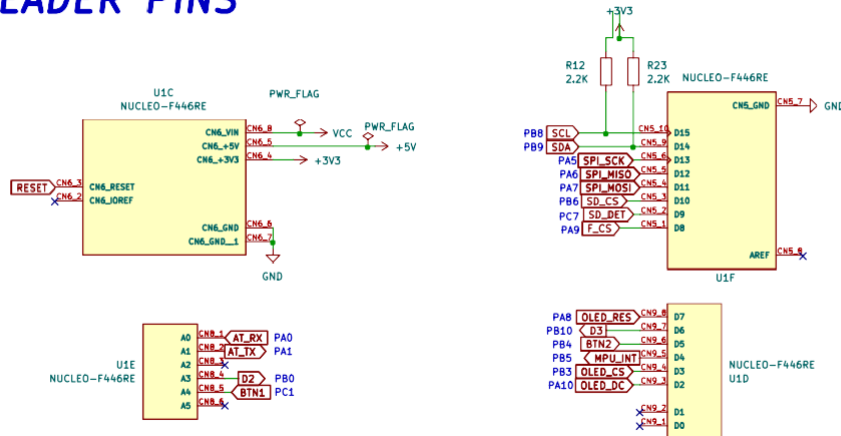 LEADER PINS
U1C
NUCLEO-F446RE
PWR_FLAG
PWR_FLAG
CN6_VIN CN6_8 VCC
CN6_+5V CN6_5 +5V
CN6_+3V3 CN6_4 +3V3
RESET CN6_3 CN6_RESET
CN6_2 CN6_IOREF
CN6_GND CN6_6
CN6_GND__1 CN6_7
GND
+3V3
R12
2.2K
R23
2.2K
NUCLEO-F446RE
CN5_GND CN5_7 GND
PB8 SCL CN5_10 D15
PB9 SDA CN5_9 D14
PA5 SPI_SCK CN5_6 D13
PA6 SPI_MISO CN5_5 D12
PA7 SPI_MOSI CN5_4 D11
PB6 SD_CS CN5_3 D10
PC7 SD_DET CN5_2 D9
PA9 F_CS CN5_1 D8
AREF CN5_8
U1F
U1E
NUCLEO-F446RE
A0 CN8_1 AT_RX PA0
A1 CN8_2 AT_TX PA1
A2 CN8_3
A3 CN8_4 D2 PB0
A4 CN8_5 BTN1 PC1
A5 CN8_6
PA8 OLED_RES CN9_8 D7
PB10 D3 CN9_7 D6
PB4 BTN2 CN9_6 D5
PB5 MPU_INT CN9_5 D4
PB3 OLED_CS CN9_4 D3
PA10 OLED_DC CN9_3 D2
CN9_2 D1
CN9_1 D0
NUCLEO-F446RE
U1D